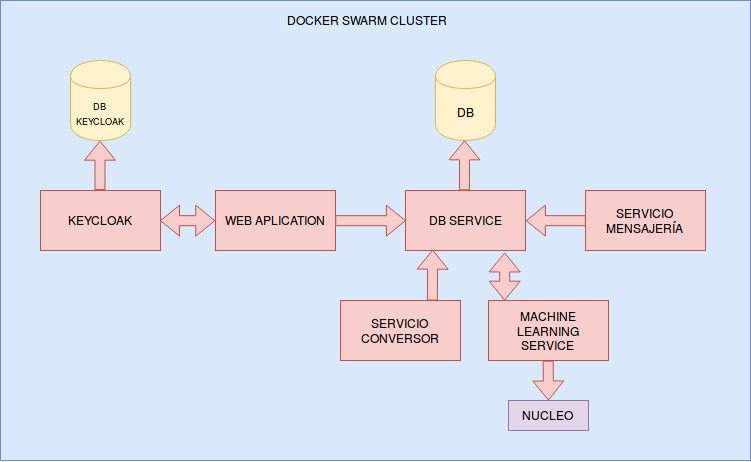 DOCKER SWARM CLUSTER
DB
KEYCLOAK
DB
KEYCLOAK
WEB APLICATION
DB SERVICE
SERVICIO
MENSAJERÍA
SERVICIO
CONVERSOR
MACHINE
LEARNING
SERVICE
NUCLEO